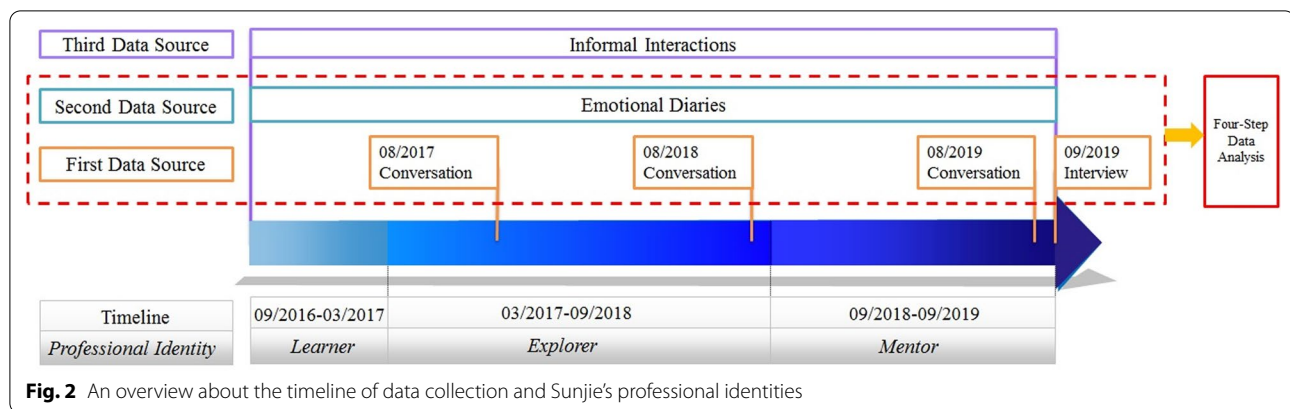 Third Data Source
Informal Interactions
Second Data Source
Emotional Diaries
Four-Step
Data
Analysis
First Data Source
08/2017
Conversation
08/2018
Conversation
08/2019
Conversation
09/2019
Interview
Timeline
09/2016-03/2017
03/2017-09/2018
09/2018-09/2019
Professional Identity
Learner
Explorer
Mentor
Fig. 2 An overview about the timeline of data collection and Sunjie's professional identities